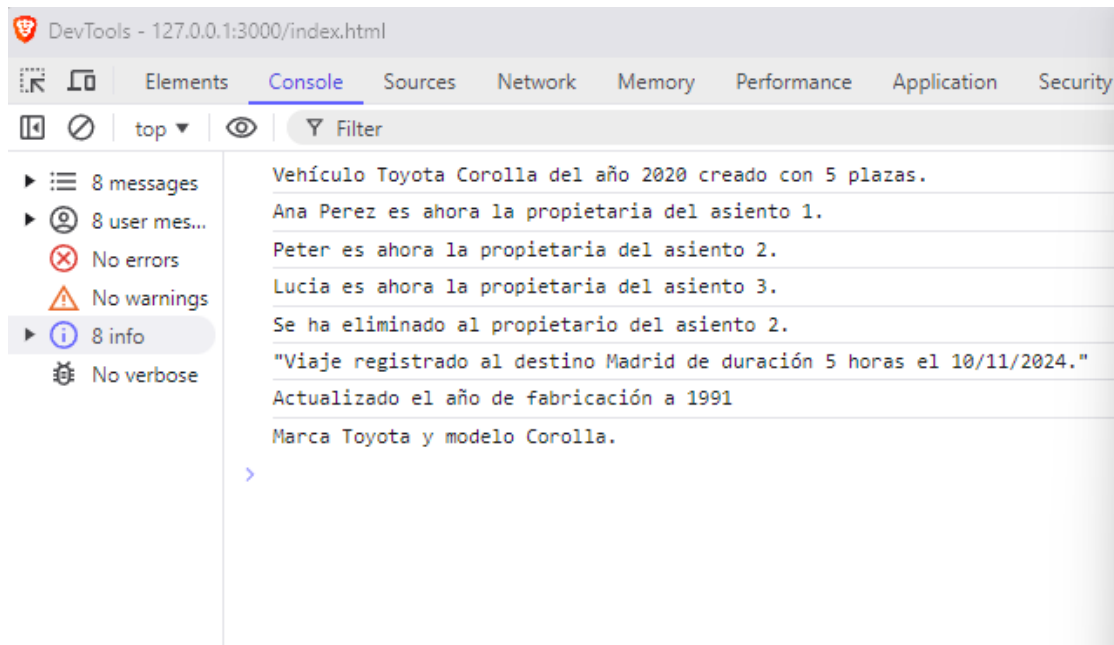 DevTools - 127.0.0.1:3000/index.html
Elements Console Sources Network Memory Performance Application Security
top ▼ Filter
8 messages
8 user mes...
No errors
No warnings
8 info
No verbose
Vehículo Toyota Corolla del año 2020 creado con 5 plazas.
Ana Perez es ahora la propietaria del asiento 1.
Peter es ahora la propietaria del asiento 2.
Lucia es ahora la propietaria del asiento 3.
Se ha eliminado al propietario del asiento 2.
"Viaje registrado al destino Madrid de duración 5 horas el 10/11/2024."
Actualizado el año de fabricación a 1991
Marca Toyota y modelo Corolla.
>